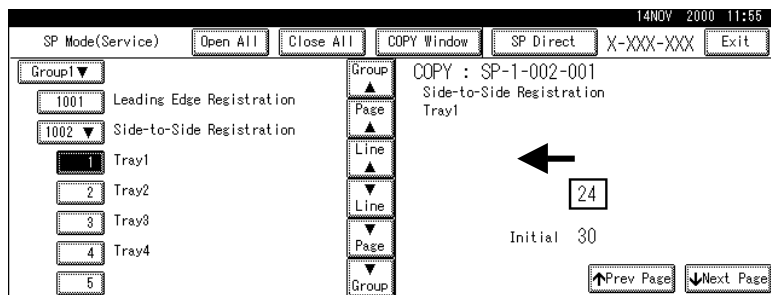 14NOV 2000 11:55
SP Mode(Service) Open All Close All COPY Window SP Direct X-XXX-XXX Exit
Group1▼ Group ▲ COPY : SP-1-002-001
1001 Leading Edge Registration Side-to-Side Registration
Page ▲ Tray1
1002 ▼ Side-to-Side Registration
1 Tray1 Line ▲
2 Tray2 ▼ Line 24
3 Tray3
4 Tray4 ▼ Page Initial 30
5 ▼ Group ↑Prev Page ↓Next Page